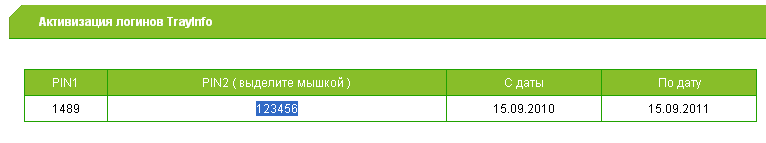 Активизация логинов TrayInfo
PIN1 PIN2 ( выделите мышкой ) С даты По дату
1489 123456 15.09.2010 15.09.2011